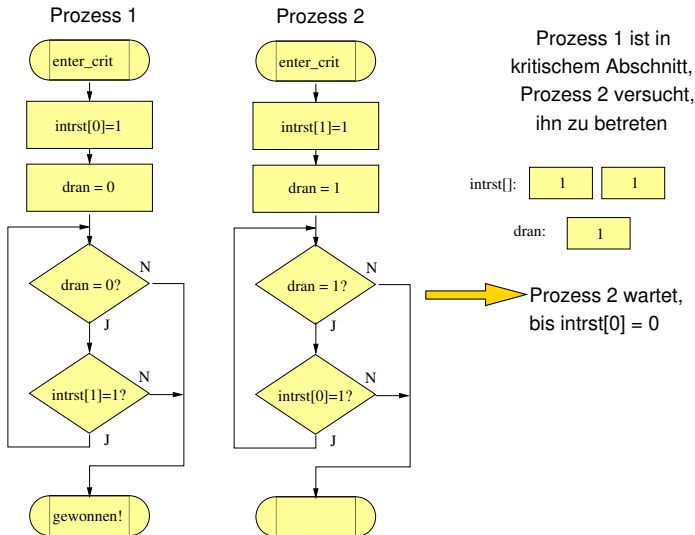 Prozess 1
enter_crit
intrst[0]=1
dran = 0
dran = 0?
N
J
intrst[1]=1?
N
J
gewonnen!
Prozess 2
enter_crit
intrst[1]=1
dran = 1
dran = 1?
N
J
intrst[0]=1?
N
J
Prozess 1 ist in
kritischem Abschnitt,
Prozess 2 versucht,
ihn zu betreten
intrst[]: 1 1
dran: 1
Prozess 2 wartet,
bis intrst[0] = 0